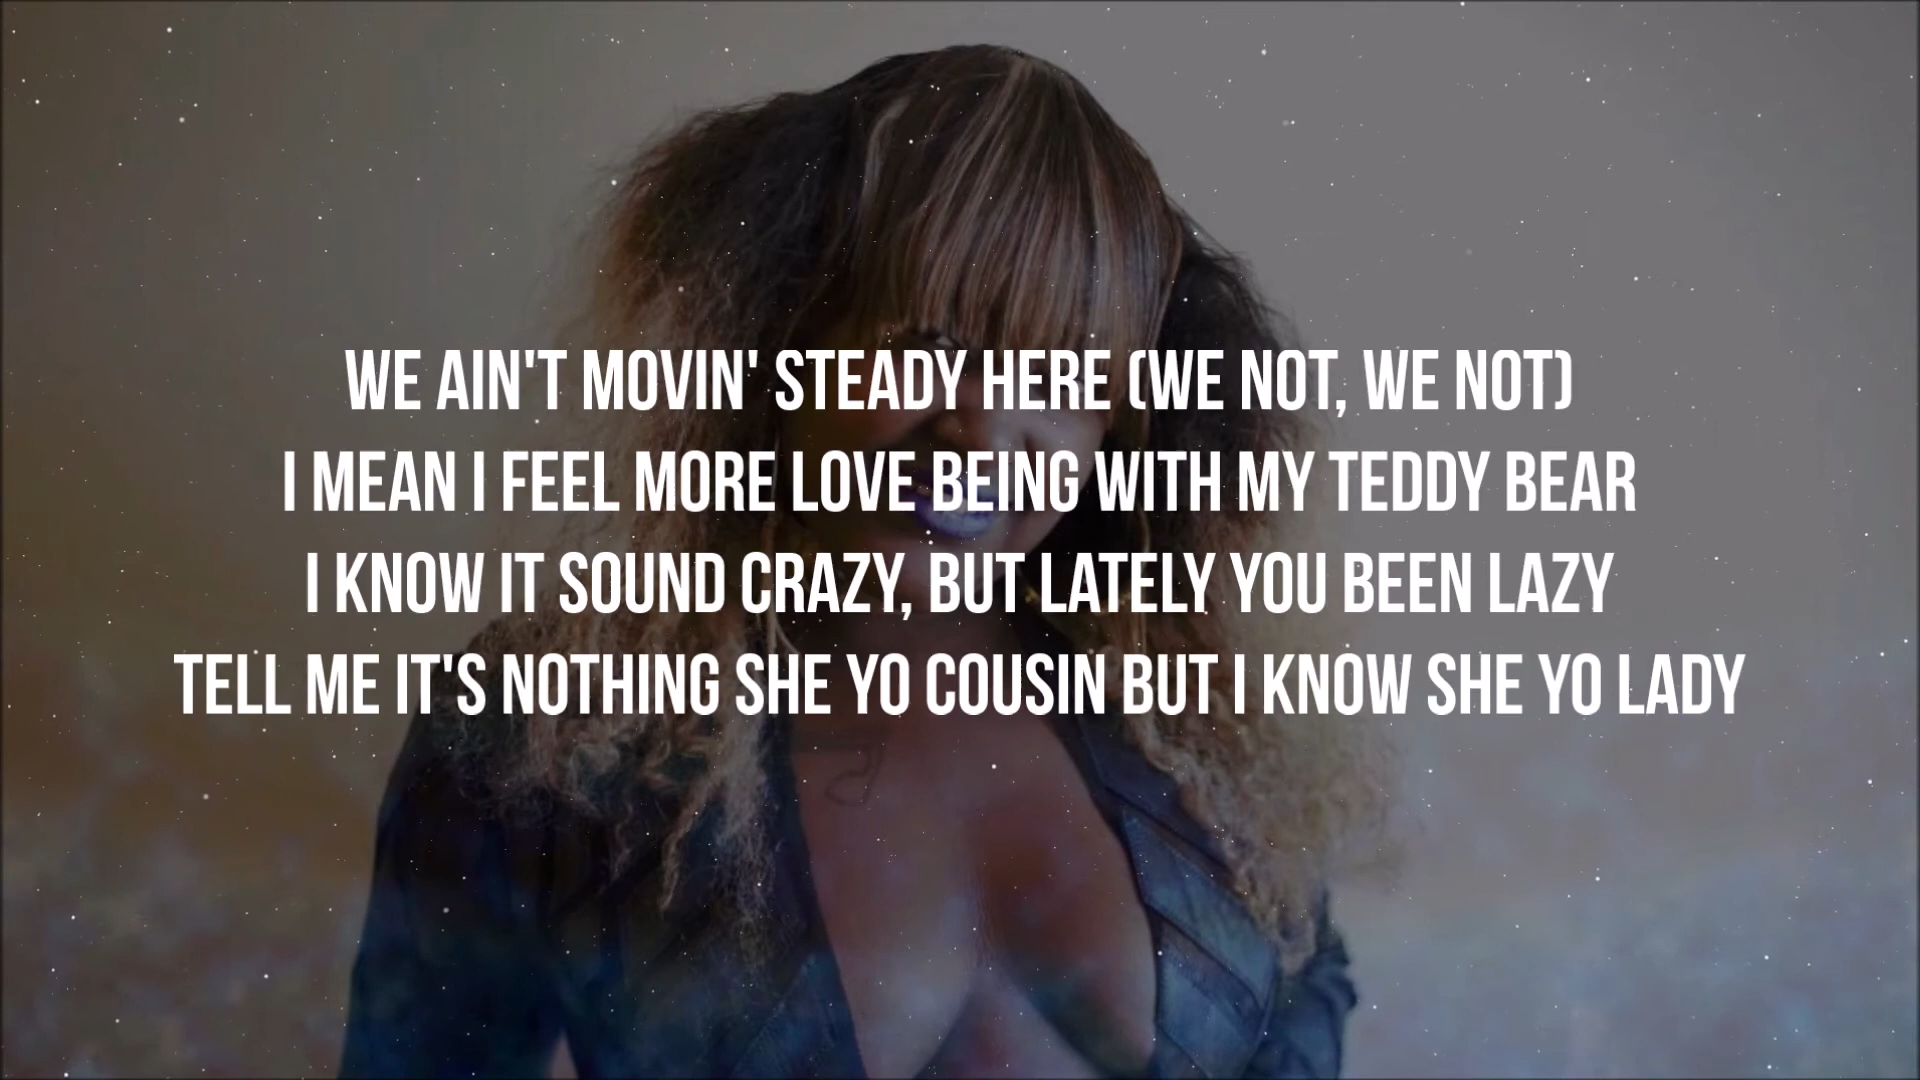 WE AIN'T MOVIN' STEADY HERE (WE NOT, WE NOT)
I MEAN I FEEL MORE LOVE BEING WITH MY TEDDY BEAR
I KNOW IT SOUND CRAZY, BUT LATELY YOU BEEN LAZY
TELL ME IT'S NOTHING SHE YO COUSIN BUT I KNOW SHE YO LADY